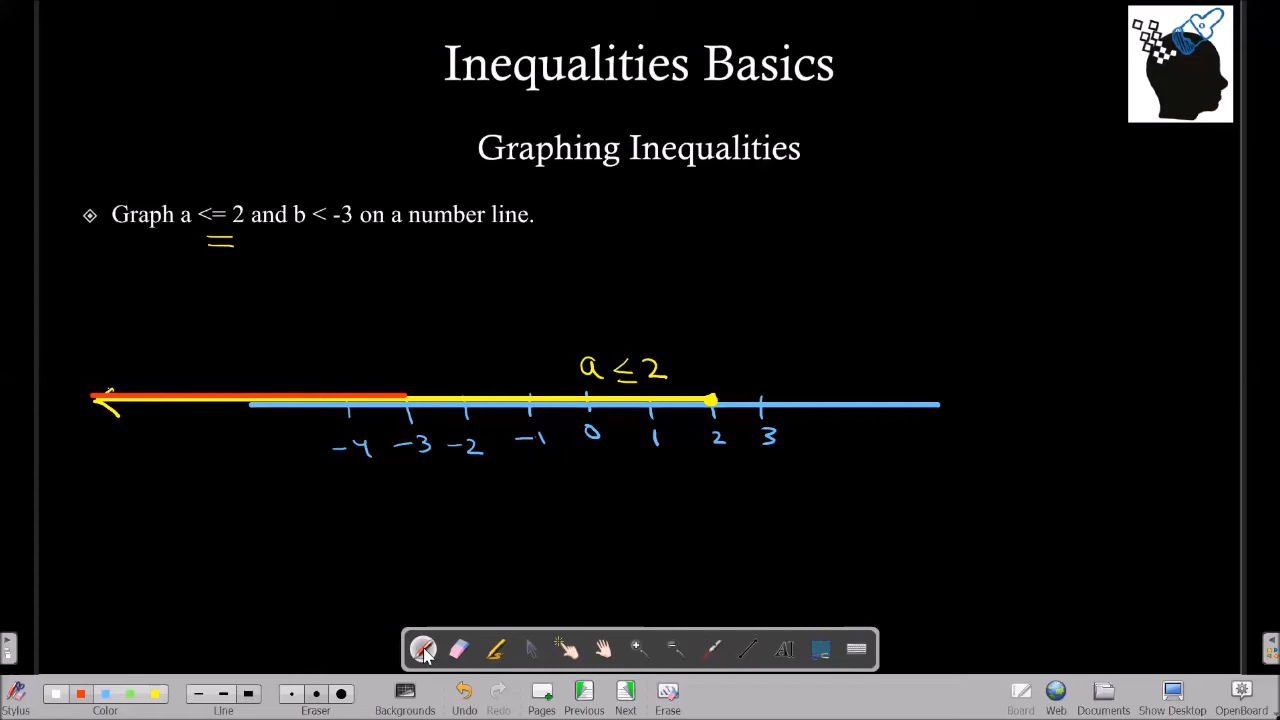 Inequalities Basics
Graphing Inequalities
Graph a <= 2 and b < -3 on a number line.
a ≤ 2
-4 -3 -2 -1 0 1 2 3
Stylus Color Line Eraser Backgrounds Undo Redo Pages Previous Next Erase Board Web Documents Show Desktop OpenBoard